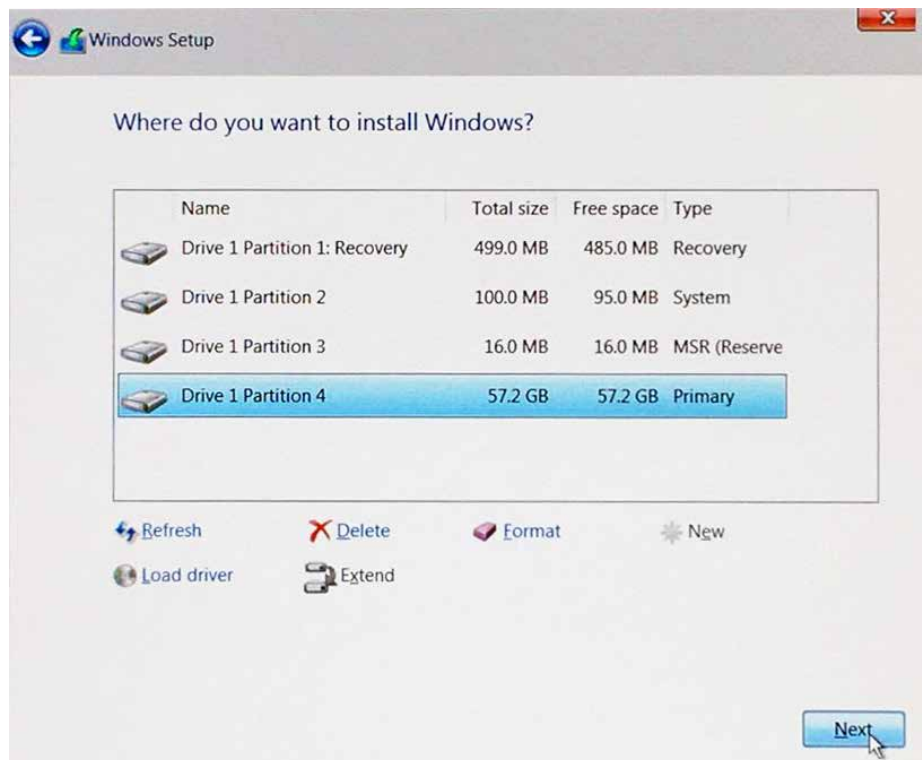 Windows Setup
Where do you want to install Windows?
Name Total size Free space Type
Drive 1 Partition 1: Recovery 499.0 MB 485.0 MB Recovery
Drive 1 Partition 2 100.0 MB 95.0 MB System
Drive 1 Partition 3 16.0 MB 16.0 MB MSR (Reserve
Drive 1 Partition 4 57.2 GB 57.2 GB Primary
Refresh Delete Format New
Load driver Extend
Next